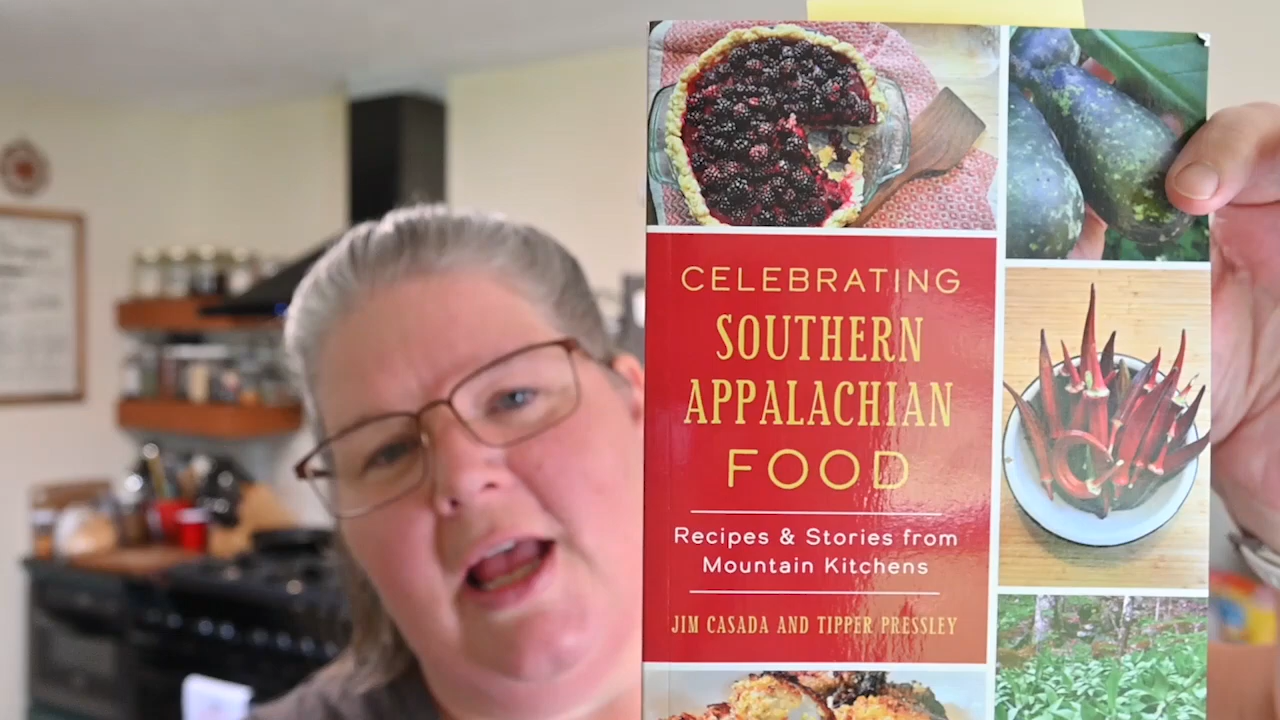 CELEBRATING
SOUTHERN
APPALACHIAN
FOOD
Recipes & Stories from
Mountain Kitchens
JIM CASADA AND TIPPER PRESSLEY